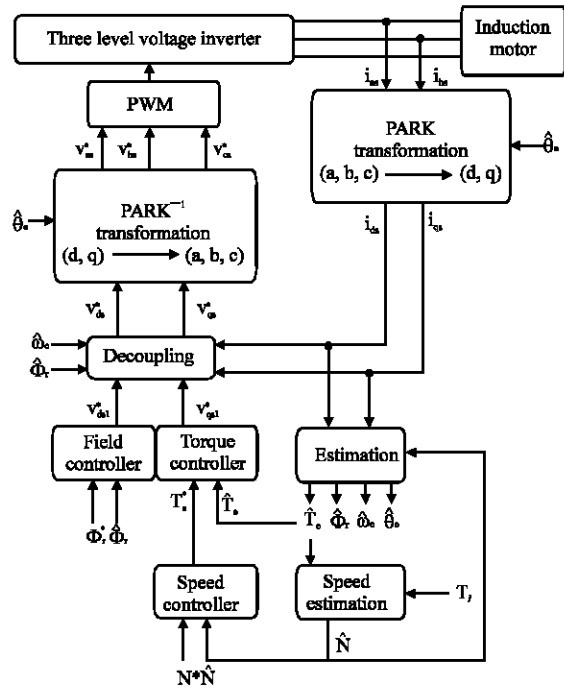 Three level voltage inverter
Induction
motor
PWM
i_as
i_bs
v*_as
v*_bs
v*_cs
PARK
transformation
(a, b, c) → (d, q)
θ̂_s
PARK⁻¹
transformation
(d, q) → (a, b, c)
θ̂_s
i_ds
i_qs
v*_ds
v*_qs
ω̂_e
Φ̂_r
Decoupling
v*_ds1
v*_qs1
Field
controller
Torque
controller
Estimation
T*_e
T̂_e
T̂_e
Φ̂_r
ω̂_e
θ̂_s
Φ*_r
Φ̂_r
Speed
controller
Speed
estimation
T_l
N̂
N*N̂